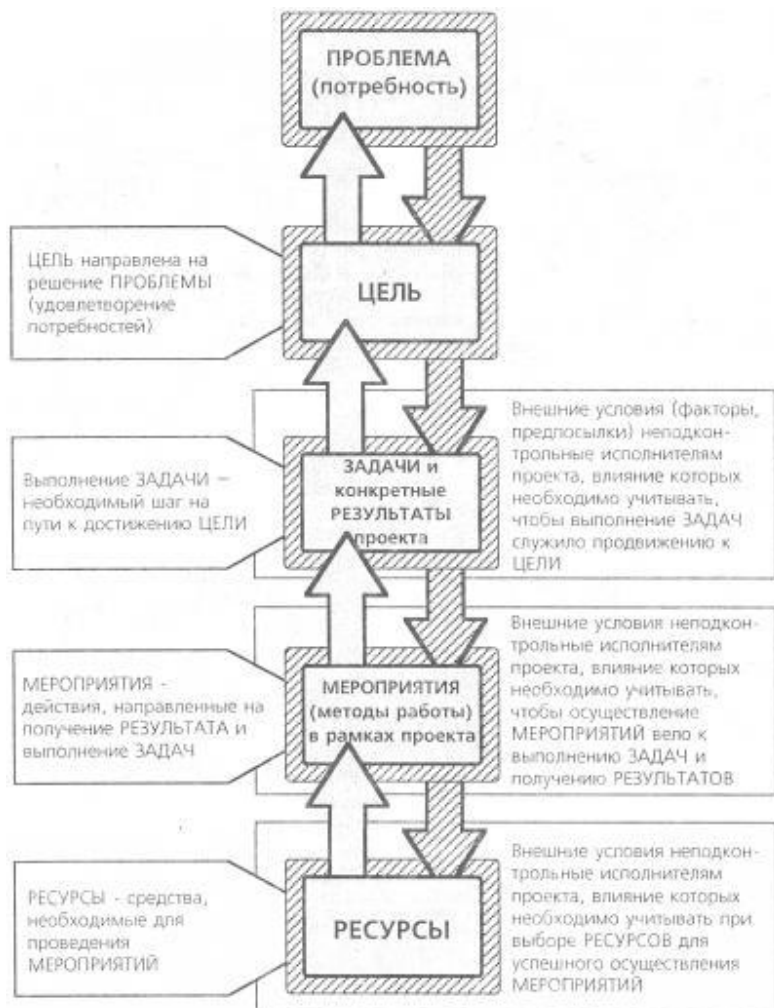 ПРОБЛЕМА
(потребность)
ЦЕЛЬ направлена на
решение ПРОБЛЕМЫ
(удовлетворение
потребностей)
ЦЕЛЬ
Выполнение ЗАДАЧИ –
необходимый шаг на
пути к достижению ЦЕЛИ
ЗАДАЧИ и
конкретные
РЕЗУЛЬТАТЫ
проекта
Внешние условия (факторы,
предпосылки) неподкон-
трольные исполнителям
проекта, влияние которых
необходимо учитывать,
чтобы выполнение ЗАДАЧ
служило продвижению к
ЦЕЛИ
МЕРОПРИЯТИЯ -
действия, направленные на
получение РЕЗУЛЬТАТА и
выполнение ЗАДАЧ
МЕРОПРИЯТИЯ
(методы работы)
в рамках проекта
Внешние условия неподкон-
трольные исполнителям
проекта, влияние которых
необходимо учитывать,
чтобы осуществление
МЕРОПРИЯТИЙ вело к
выполнению ЗАДАЧ и
получению РЕЗУЛЬТАТОВ
РЕСУРСЫ - средства,
необходимые для
проведения
МЕРОПРИЯТИЙ
РЕСУРСЫ
Внешние условия неподкон-
трольные исполнителям
проекта, влияние которых
необходимо учитывать при
выборе РЕСУРСОВ для
успешного осуществления
МЕРОПРИЯТИЙ